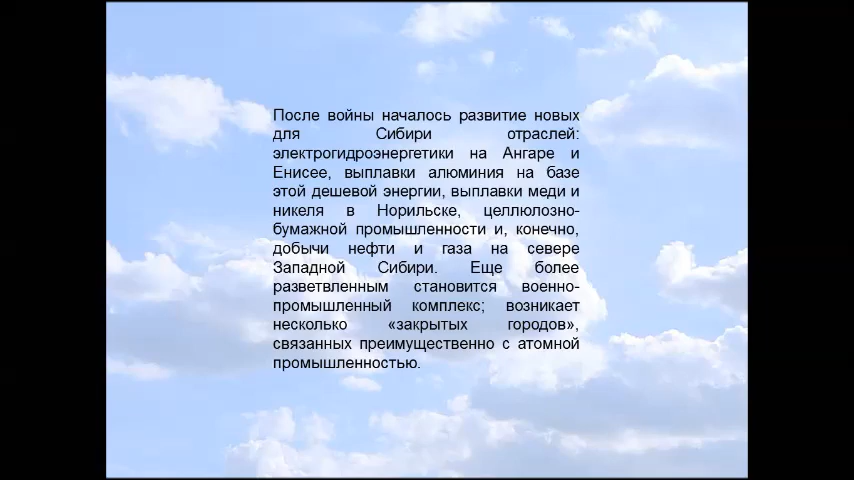 После войны началось развитие новых
для Сибири отраслей:
электрогидроэнергетики на Ангаре и
Енисее, выплавки алюминия на базе
этой дешевой энергии, выплавки меди и
никеля в Норильске, целлюлозно-
бумажной промышленности и, конечно,
добычи нефти и газа на севере
Западной Сибири. Еще более
разветвленным становится военно-
промышленный комплекс; возникает
несколько «закрытых городов»,
связанных преимущественно с атомной
промышленностью.